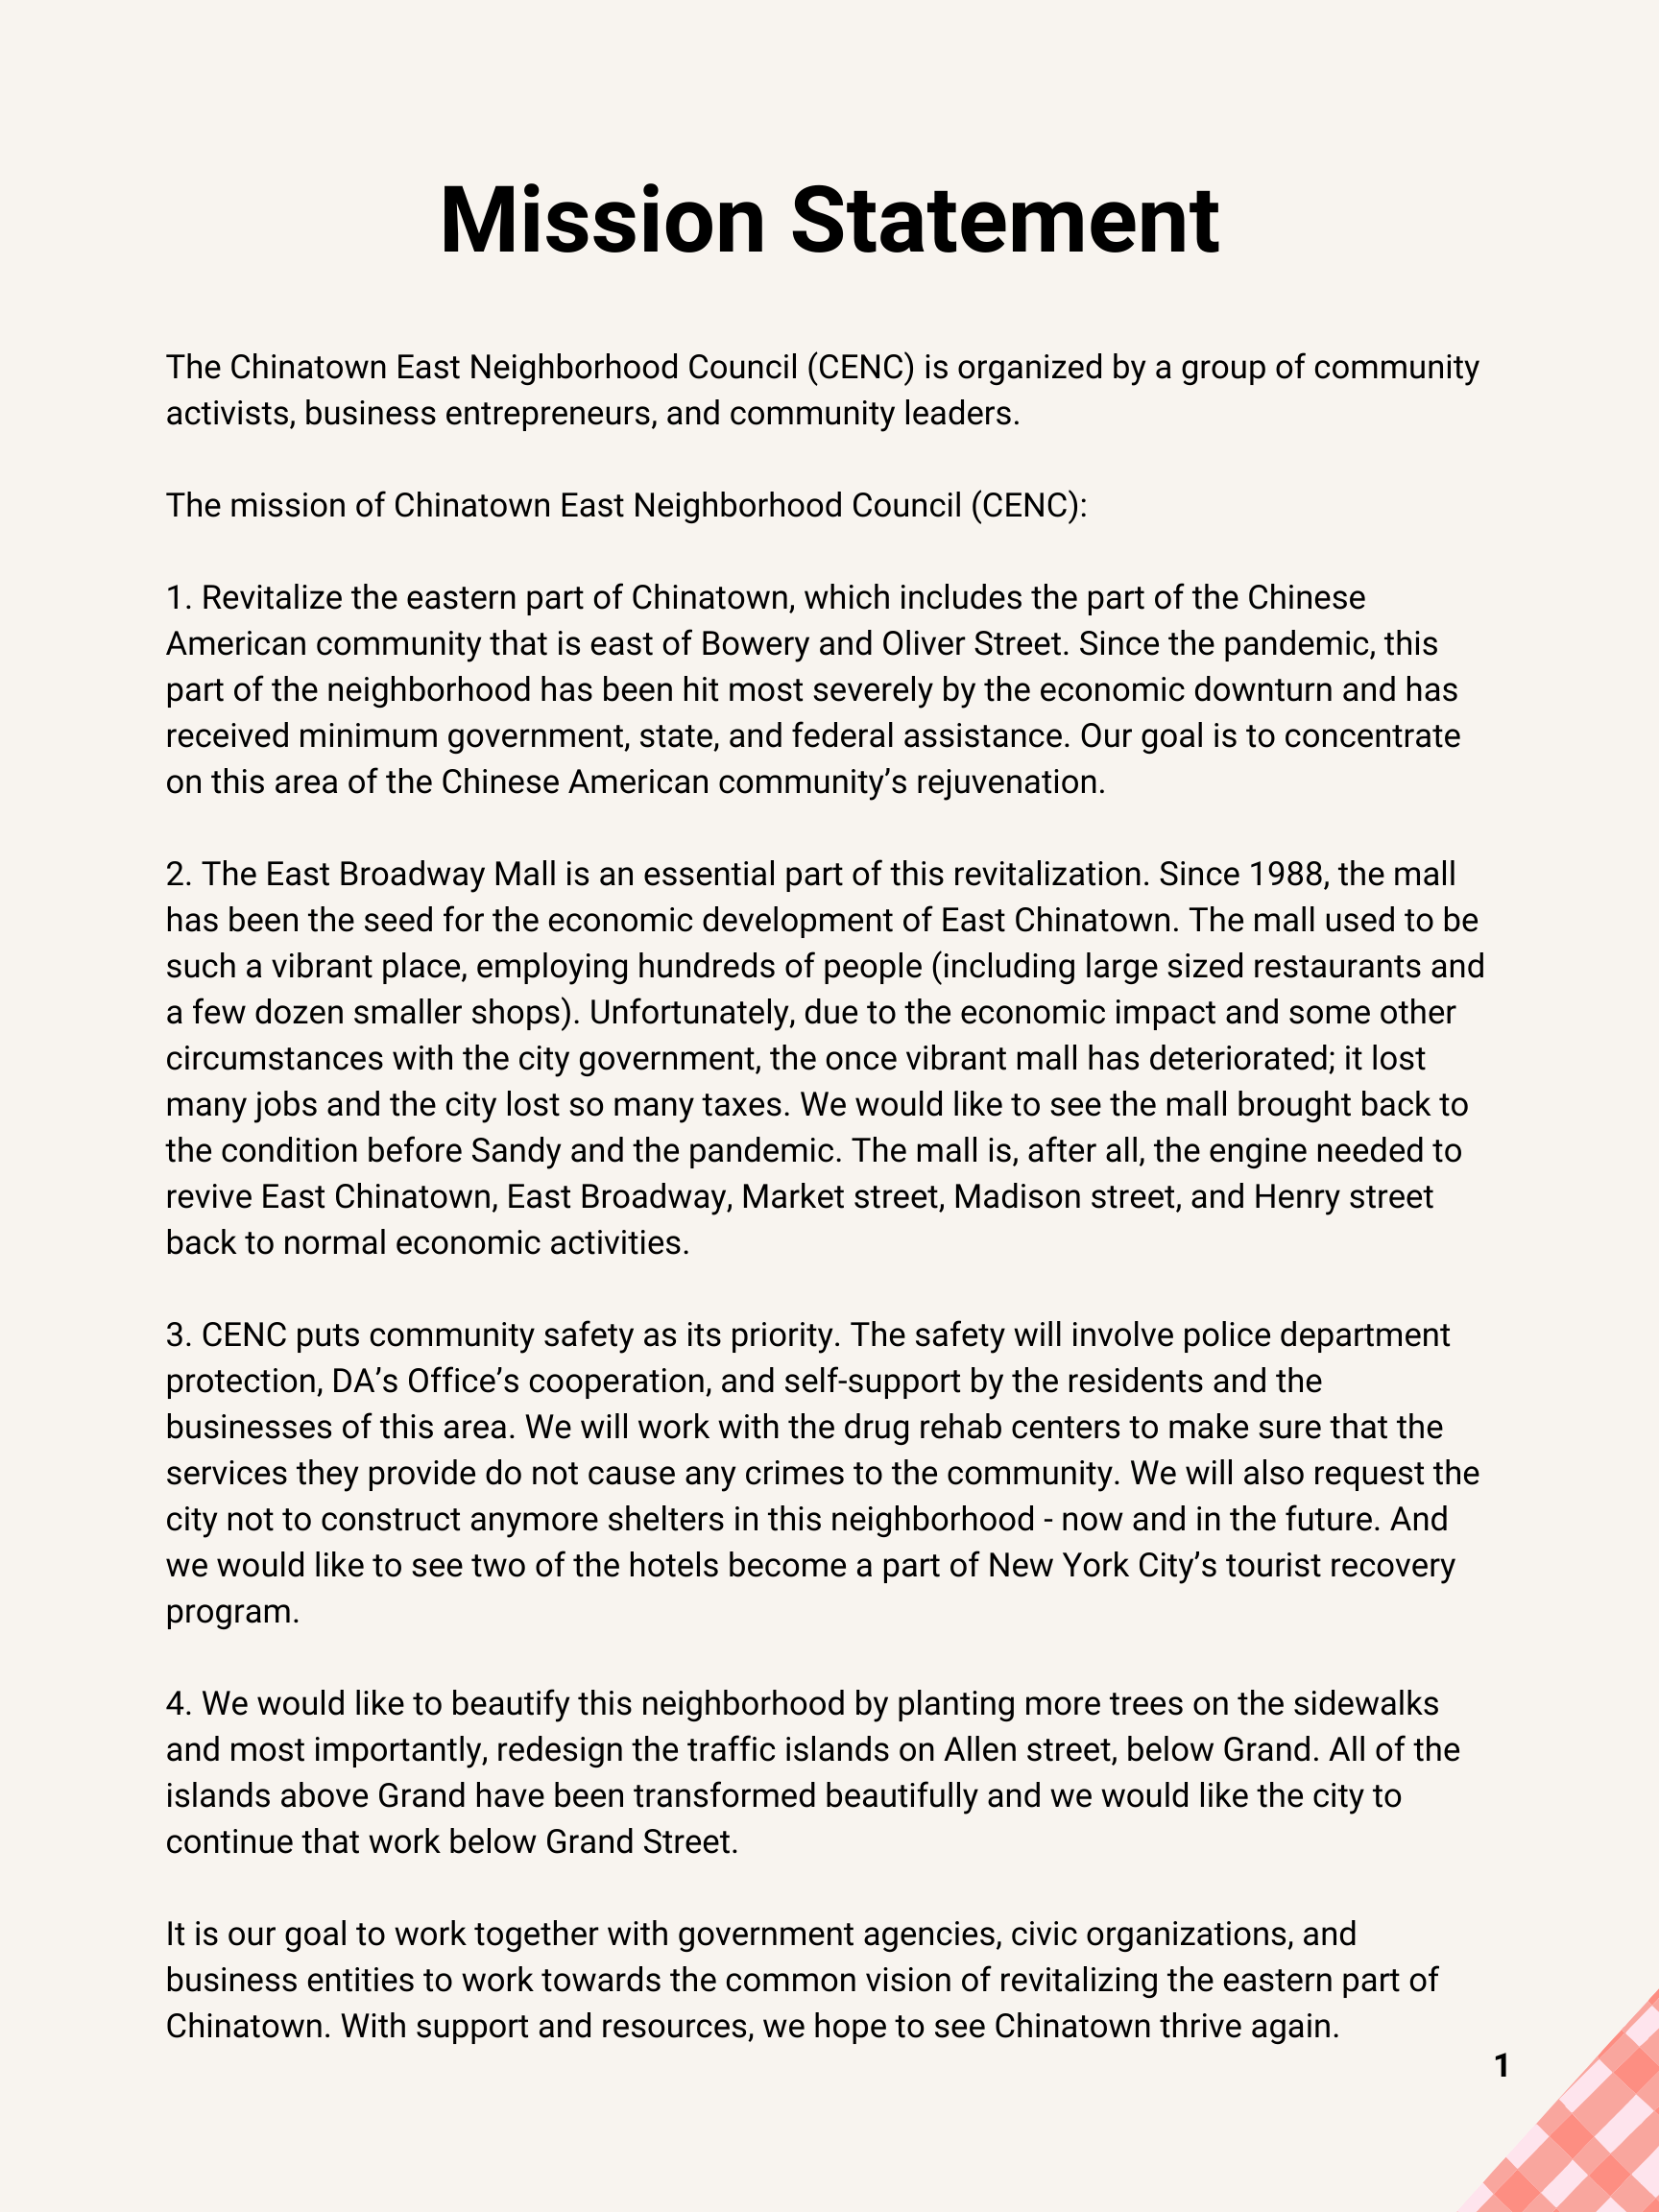 Mission Statement
The Chinatown East Neighborhood Council (CENC) is organized by a group of community
activists, business entrepreneurs, and community leaders.
The mission of Chinatown East Neighborhood Council (CENC):
1. Revitalize the eastern part of Chinatown, which includes the part of the Chinese
American community that is east of Bowery and Oliver Street. Since the pandemic, this
part of the neighborhood has been hit most severely by the economic downturn and has
received minimum government, state, and federal assistance. Our goal is to concentrate
on this area of the Chinese American community’s rejuvenation.
2. The East Broadway Mall is an essential part of this revitalization. Since 1988, the mall
has been the seed for the economic development of East Chinatown. The mall used to be
such a vibrant place, employing hundreds of people (including large sized restaurants and
a few dozen smaller shops). Unfortunately, due to the economic impact and some other
circumstances with the city government, the once vibrant mall has deteriorated; it lost
many jobs and the city lost so many taxes. We would like to see the mall brought back to
the condition before Sandy and the pandemic. The mall is, after all, the engine needed to
revive East Chinatown, East Broadway, Market street, Madison street, and Henry street
back to normal economic activities.
3. CENC puts community safety as its priority. The safety will involve police department
protection, DA’s Office’s cooperation, and self-support by the residents and the
businesses of this area. We will work with the drug rehab centers to make sure that the
services they provide do not cause any crimes to the community. We will also request the
city not to construct anymore shelters in this neighborhood - now and in the future. And
we would like to see two of the hotels become a part of New York City’s tourist recovery
program.
4. We would like to beautify this neighborhood by planting more trees on the sidewalks
and most importantly, redesign the traffic islands on Allen street, below Grand. All of the
islands above Grand have been transformed beautifully and we would like the city to
continue that work below Grand Street.
It is our goal to work together with government agencies, civic organizations, and
business entities to work towards the common vision of revitalizing the eastern part of
Chinatown. With support and resources, we hope to see Chinatown thrive again.
1